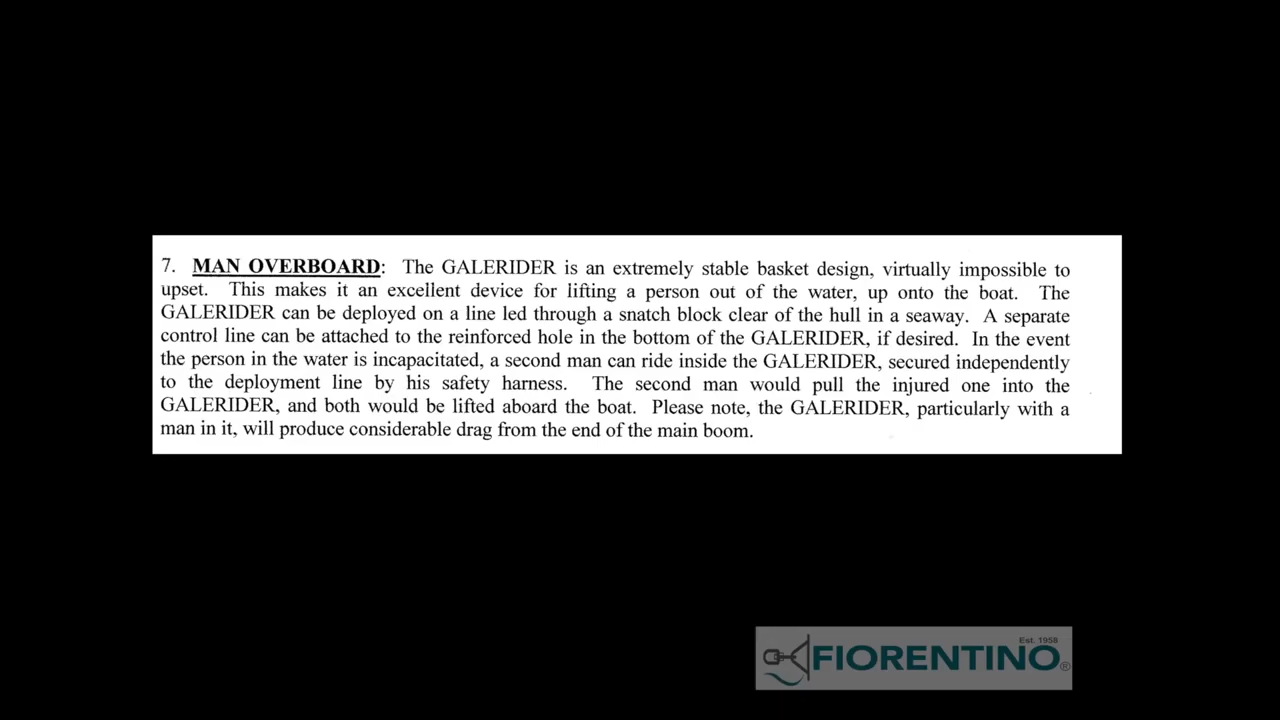 7. MAN OVERBOARD: The GALERIDER is an extremely stable basket design, virtually impossible to
upset. This makes it an excellent device for lifting a person out of the water, up onto the boat. The
GALERIDER can be deployed on a line led through a snatch block clear of the hull in a seaway. A separate
control line can be attached to the reinforced hole in the bottom of the GALERIDER, if desired. In the event
the person in the water is incapacitated, a second man can ride inside the GALERIDER, secured independently
to the deployment line by his safety harness. The second man would pull the injured one into the
GALERIDER, and both would be lifted aboard the boat. Please note, the GALERIDER, particularly with a
man in it, will produce considerable drag from the end of the main boom.
Est. 1958
FIORENTINO®